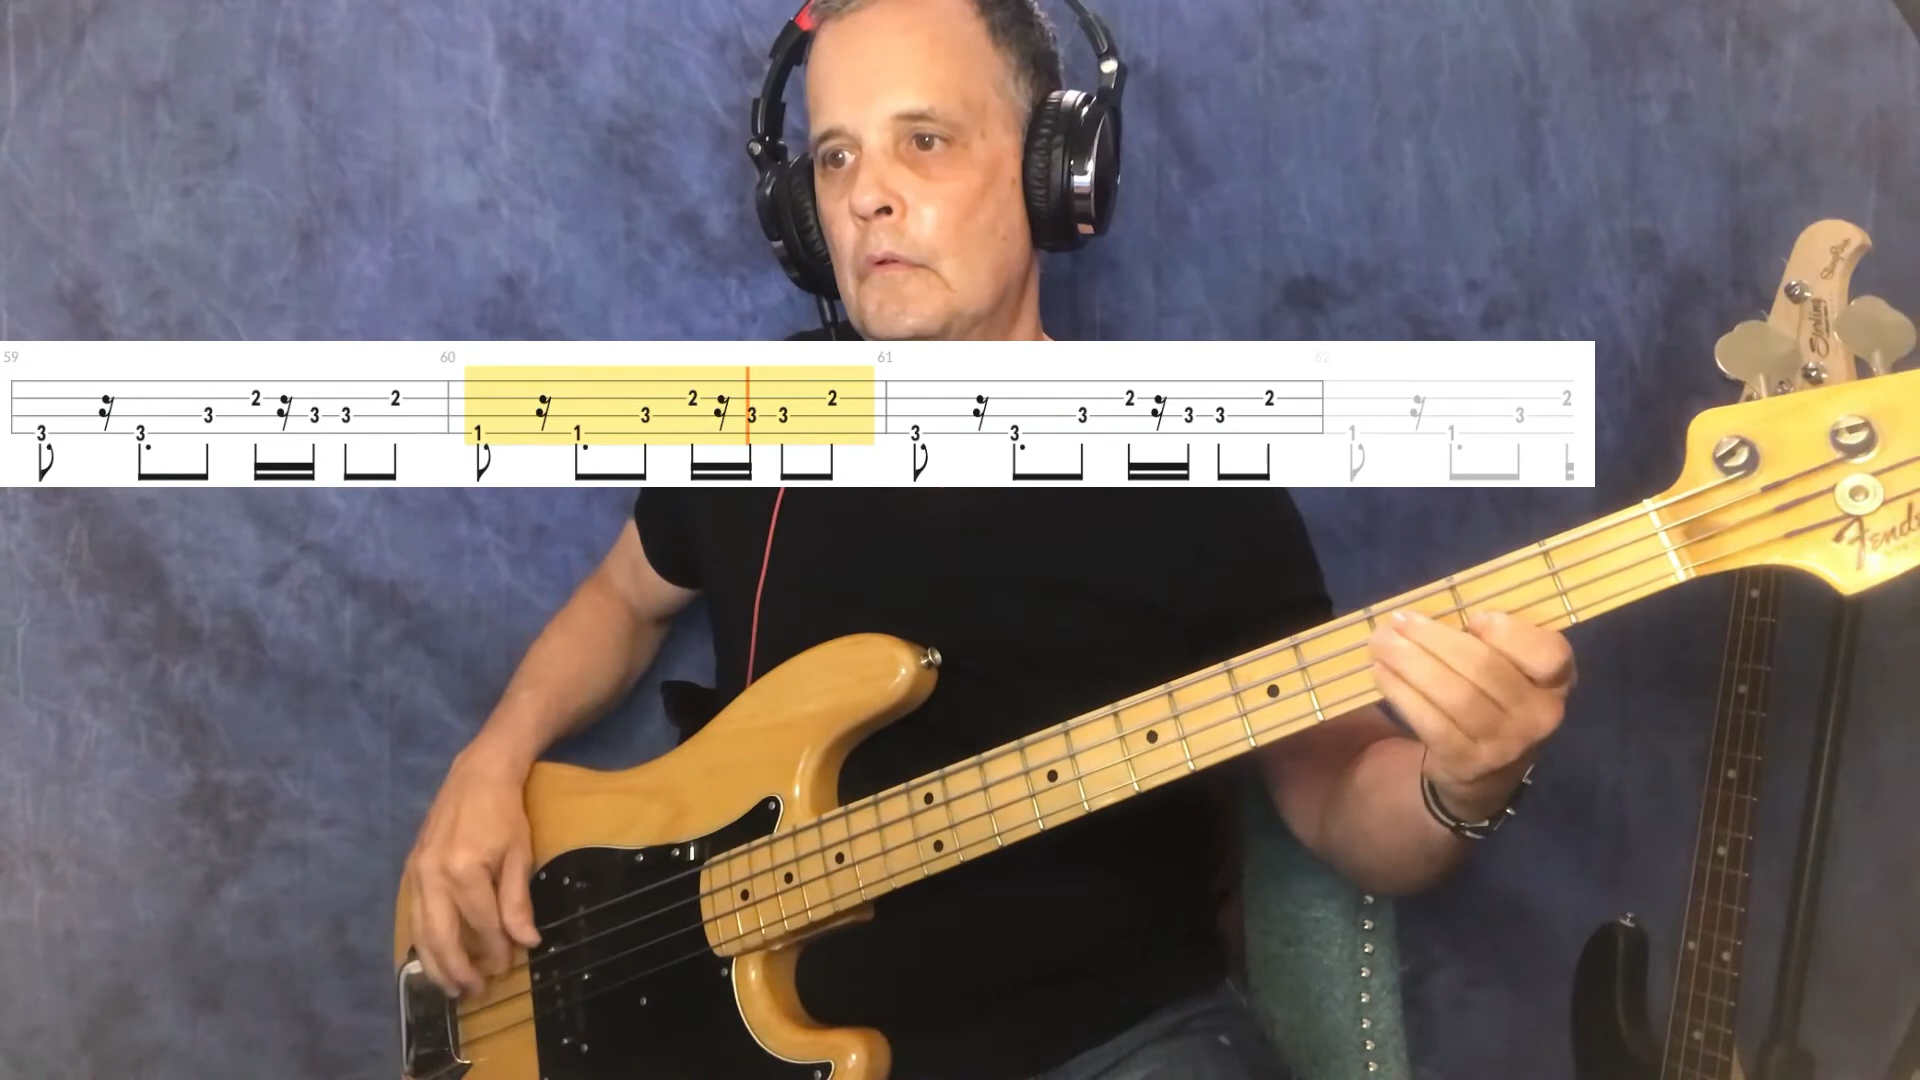 59 60 61 62
2 2 2 2 2 2 2
3 3 3 3 3 3 3 3 3 3
3 3 1 1 3 3 1 1
Sterling
Fend